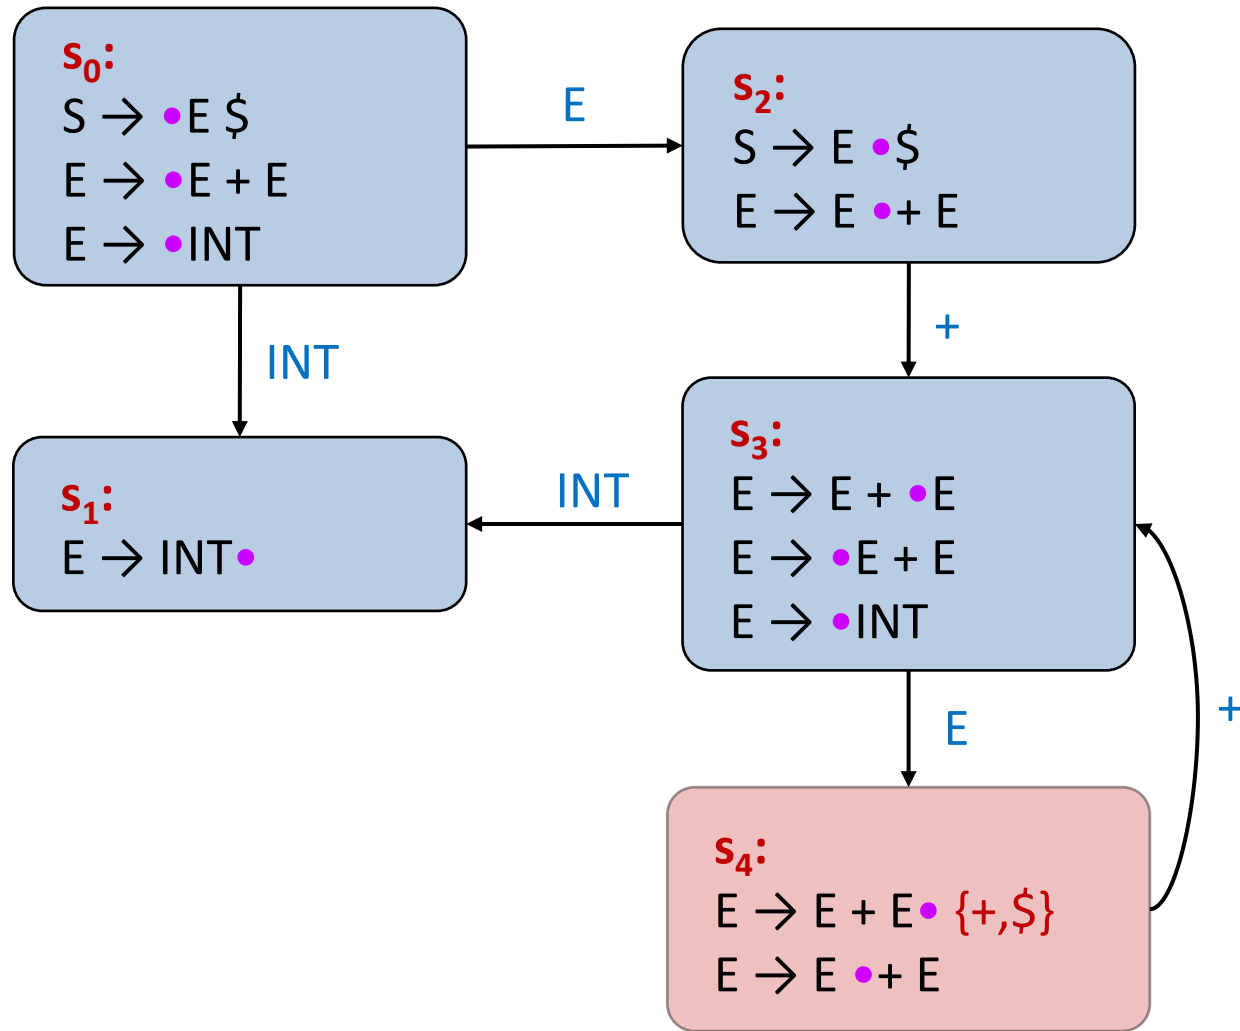 s₀:
S → •E $
E → •E + E
E → •INT
E
s₂:
S → E •$
E → E •+ E
INT
+
s₁:
E → INT•
INT
s₃:
E → E + •E
E → •E + E
E → •INT
E
+
s₄:
E → E + E• {+,$}
E → E •+ E